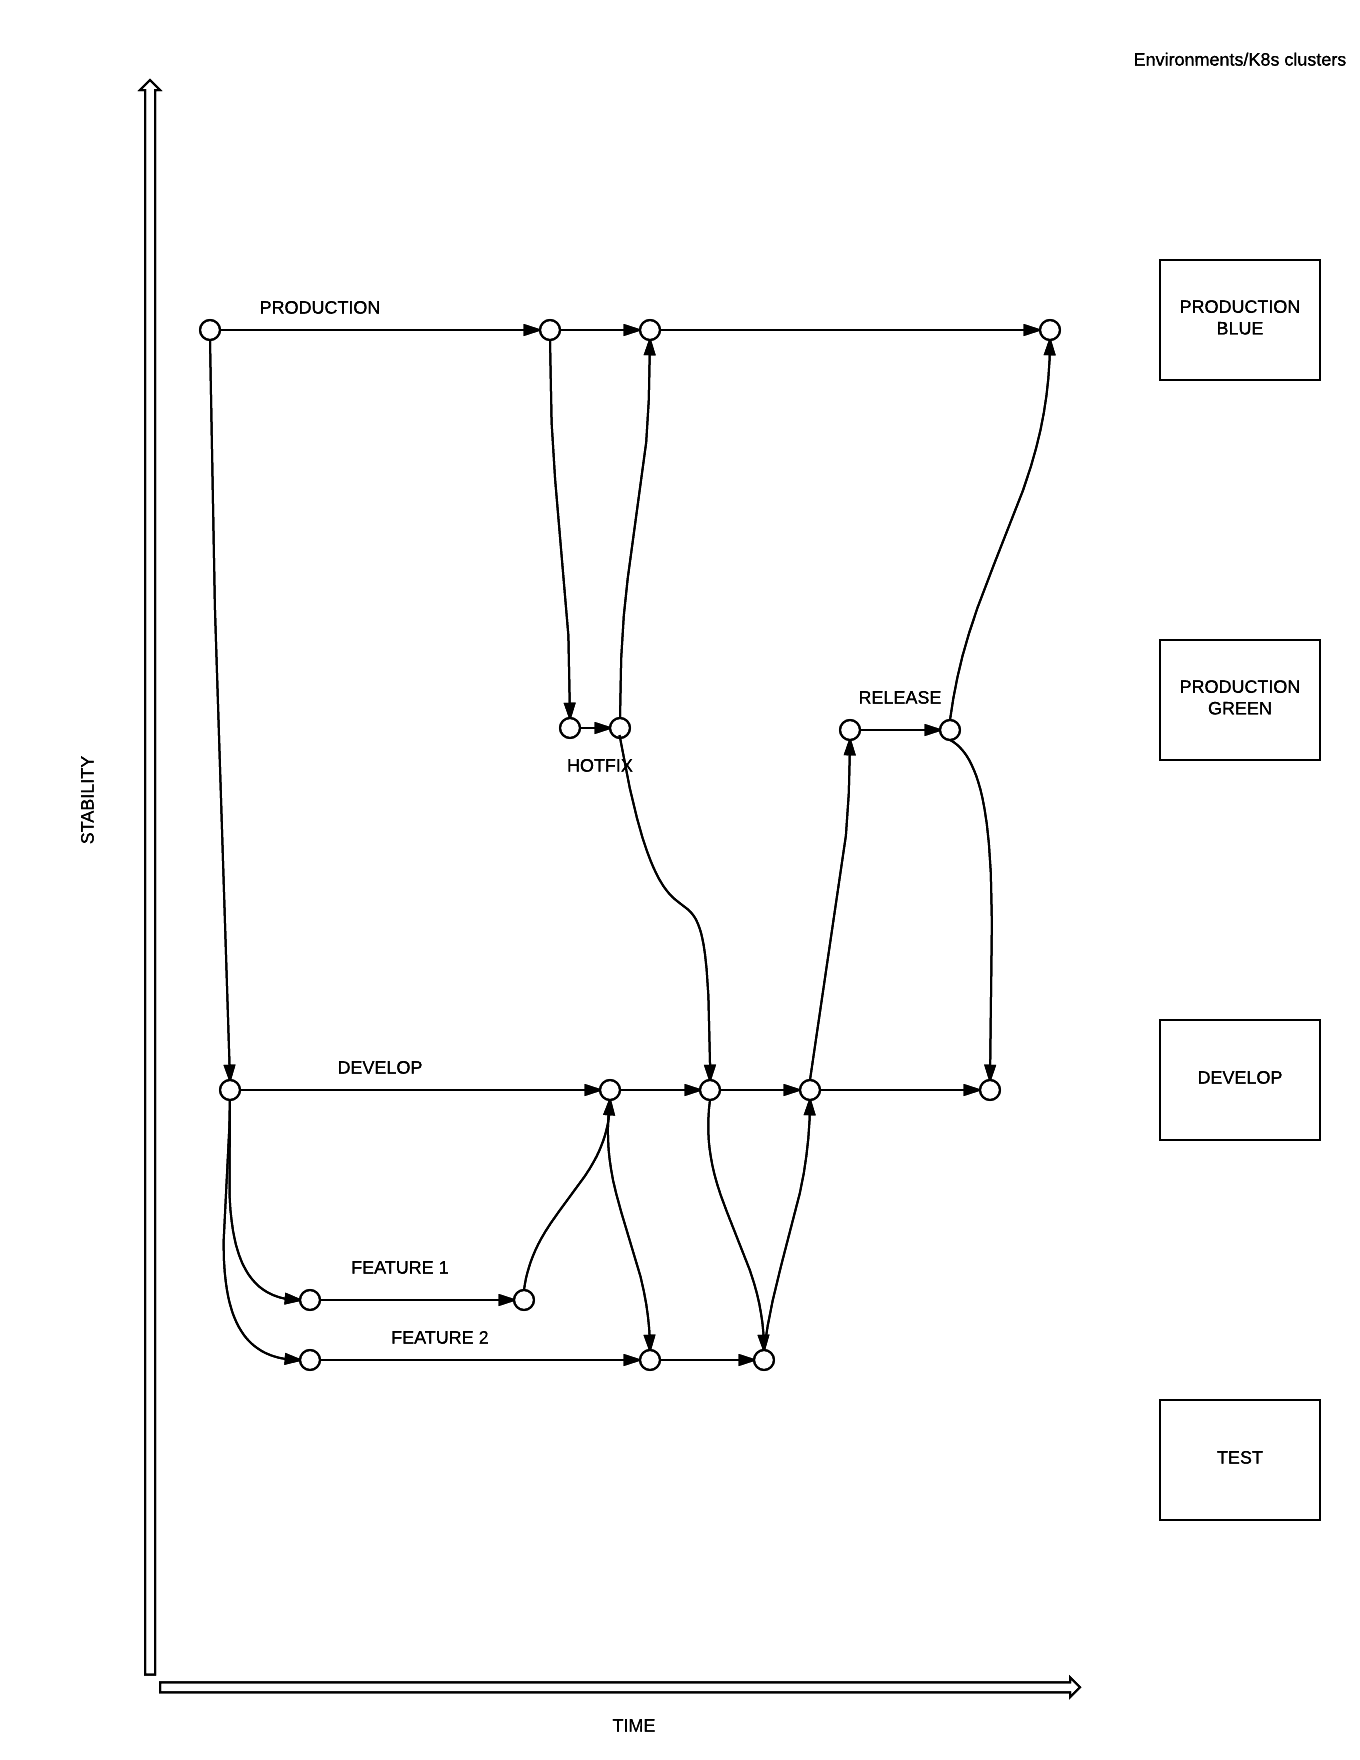 Environments/K8s clusters
PRODUCTION
PRODUCTION
BLUE
RELEASE
PRODUCTION
GREEN
HOTFIX
STABILITY
DEVELOP
DEVELOP
FEATURE 1
FEATURE 2
TEST
TIME